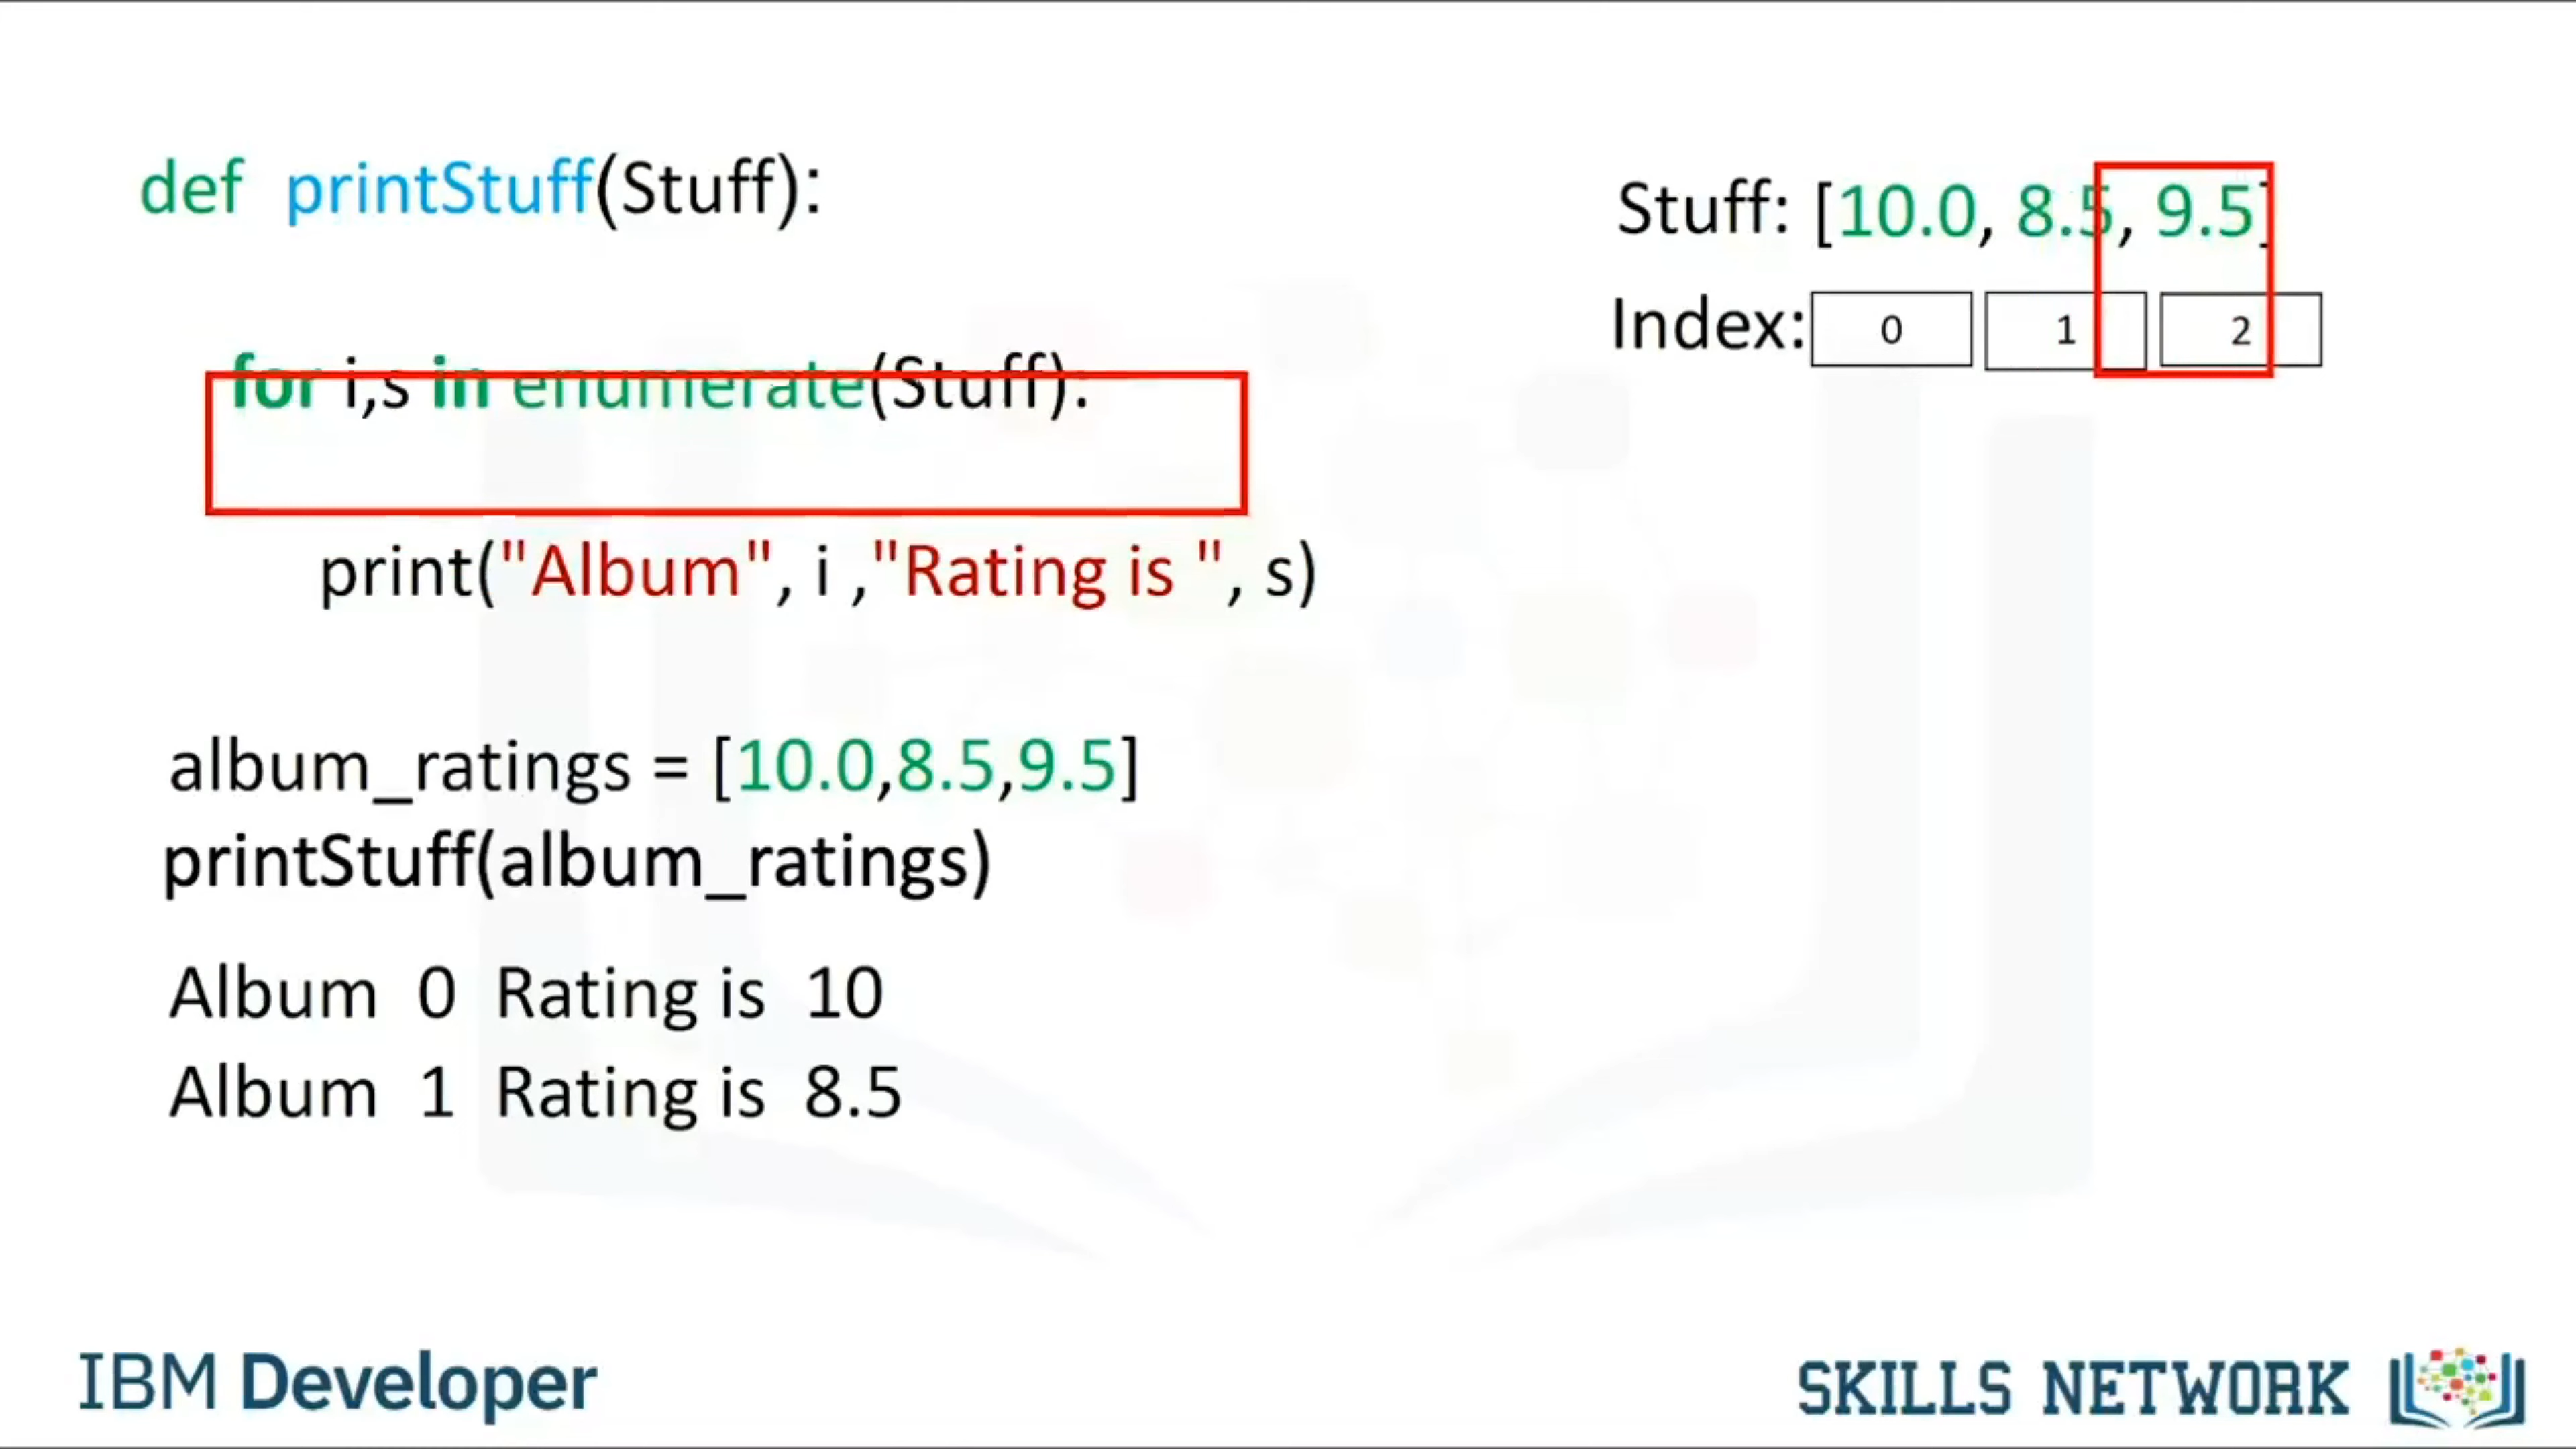 def printStuff(Stuff):
for i,s in enumerate(Stuff):
print("Album", i ,"Rating is ", s)
album_ratings = [10.0,8.5,9.5]
printStuff(album_ratings)
Album 0 Rating is 10
Album 1 Rating is 8.5
Stuff: [10.0, 8.5, 9.5]
Index: 0 1 2
IBM Developer
SKILLS NETWORK